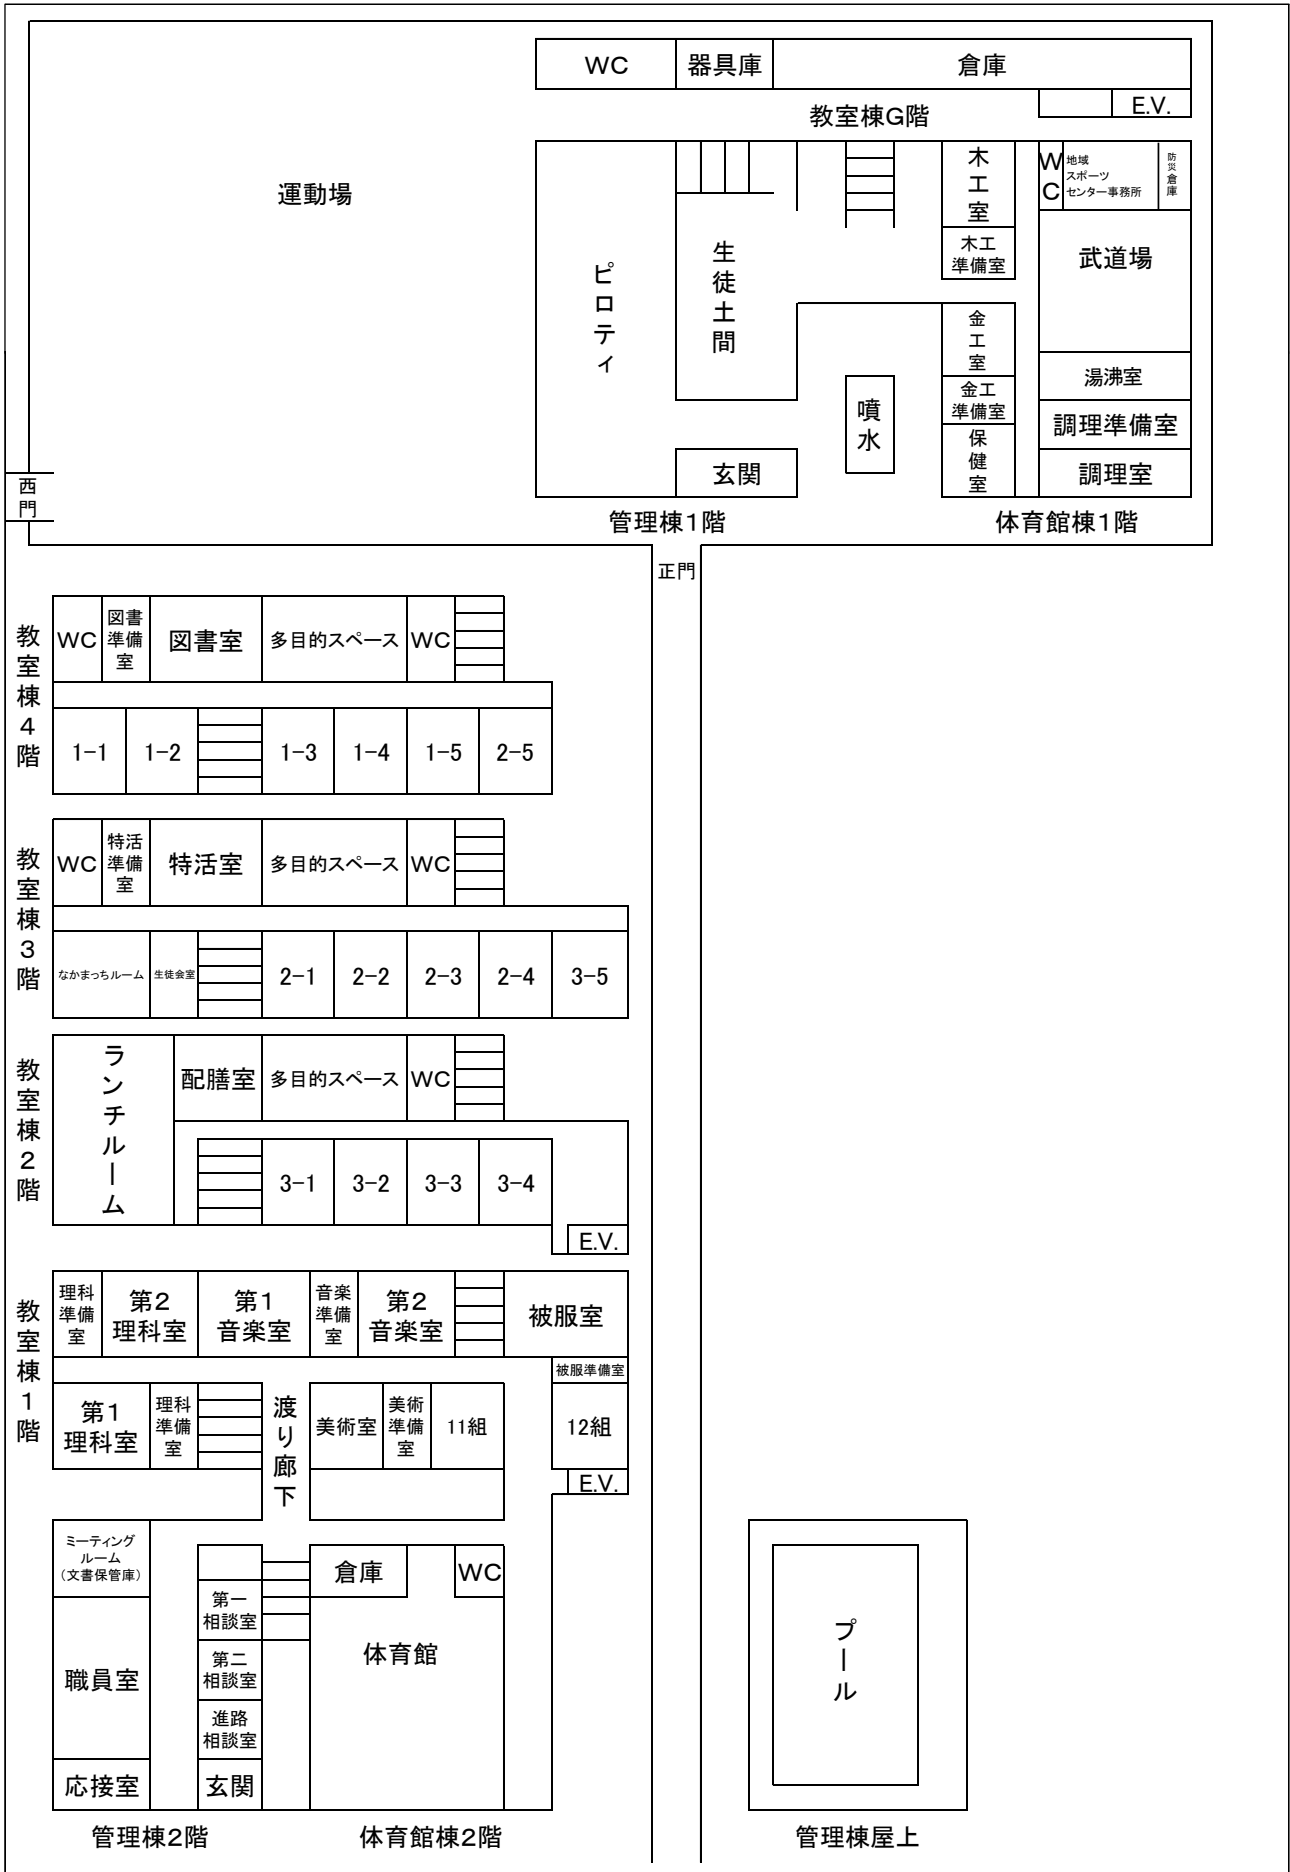 WC
器具庫
倉庫
E.V.
教室棟G階
運動場
ピロティ
生徒土間
木工室
木工
準備室
WC
地域
スポーツ
センター事務所
防災倉庫
武道場
金工室
金工
準備室
保健室
湯沸室
調理準備室
調理室
噴水
玄関
西門
管理棟1階
体育館棟1階
正門
教室棟4階
WC
図書
準備
室
図書室
多目的スペース
WC
1-1
1-2
1-3
1-4
1-5
2-5
教室棟3階
WC
特活
準備
室
特活室
多目的スペース
WC
なかまっちルーム
生徒会室
2-1
2-2
2-3
2-4
3-5
教室棟2階
ランチルーム
配膳室
多目的スペース
WC
3-1
3-2
3-3
3-4
E.V.
教室棟1階
理科
準備
室
第2
理科室
第1
音楽室
音楽
準備
室
第2
音楽室
被服室
被服準備室
第1
理科室
理科
準備
室
渡り廊下
美術室
美術
準備
室
11組
12組
E.V.
ミーティング
ルーム
（文書保管庫）
職員室
応接室
第一
相談室
第二
相談室
進路
相談室
玄関
倉庫
WC
体育館
プール
管理棟2階
体育館棟2階
管理棟屋上